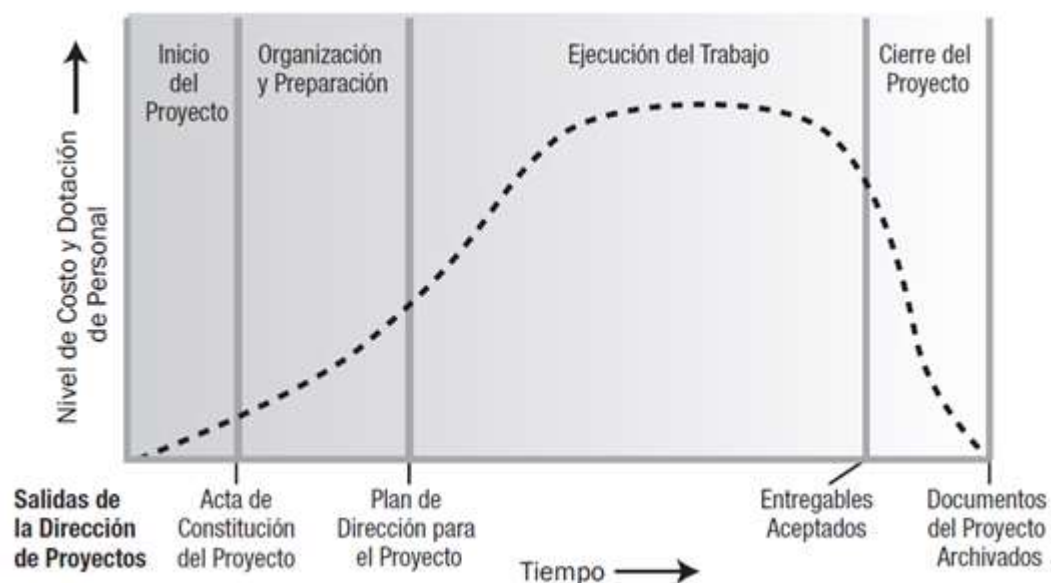 Inicio
del
Proyecto
Organización
y Preparación
Ejecución del Trabajo
Cierre del
Proyecto
Nivel de Costo y Dotación
de Personal
Salidas de
la Dirección
de Proyectos
Acta de
Constitución
del Proyecto
Plan de
Dirección para
el Proyecto
Entregables
Aceptados
Documentos
del Proyecto
Archivados
Tiempo